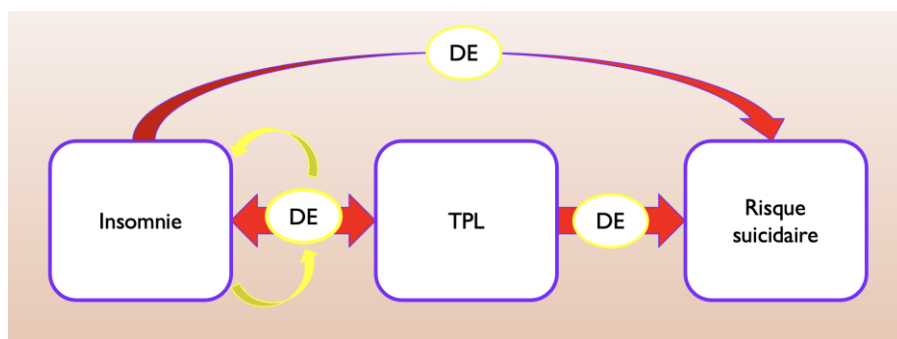 DE
Insomnie
DE
TPL
DE
Risque
suicidaire